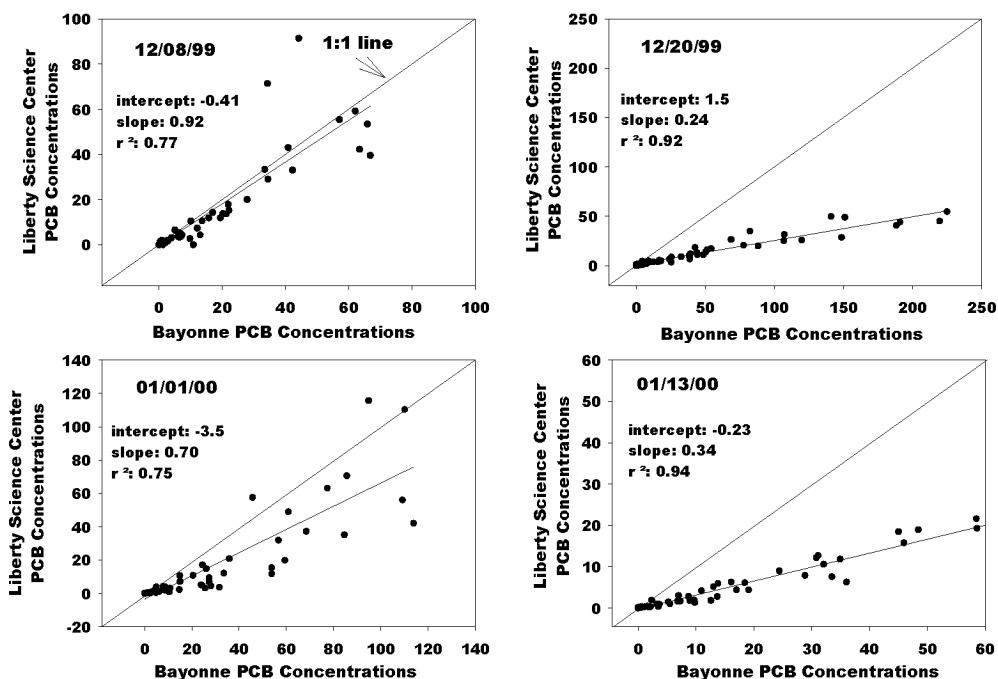 Liberty Science Center
PCB Concentrations
100
80
60
40
20
0
12/08/99
1:1 line
intercept: -0.41
slope: 0.92
r ²: 0.77
0 20 40 60 80 100
Bayonne PCB Concentrations
Liberty Science Center
PCB Concentrations
250
200
150
100
50
0
12/20/99
intercept: 1.5
slope: 0.24
r ²: 0.92
0 50 100 150 200 250
Bayonne PCB Concentrations
Liberty Science Center
PCB Concentrations
140
120
100
80
60
40
20
0
-20
01/01/00
intercept: -3.5
slope: 0.70
r ²: 0.75
0 20 40 60 80 100 120 140
Bayonne PCB Concentrations
Liberty Science Center
PCB Concentrations
60
50
40
30
20
10
0
01/13/00
intercept: -0.23
slope: 0.34
r ²: 0.94
0 10 20 30 40 50 60
Bayonne PCB Concentrations